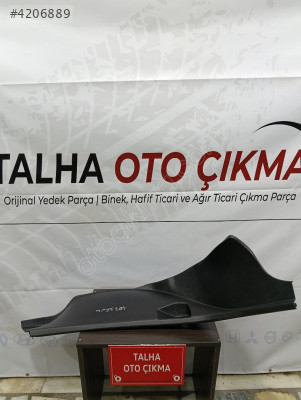 #4206889
TALHA OTO ÇIKMA
Orijinal Yedek Parça | Binek, Hafif Ticari ve Ağır Ticari Çıkma Parça
TALHA
OTO ÇIKMA